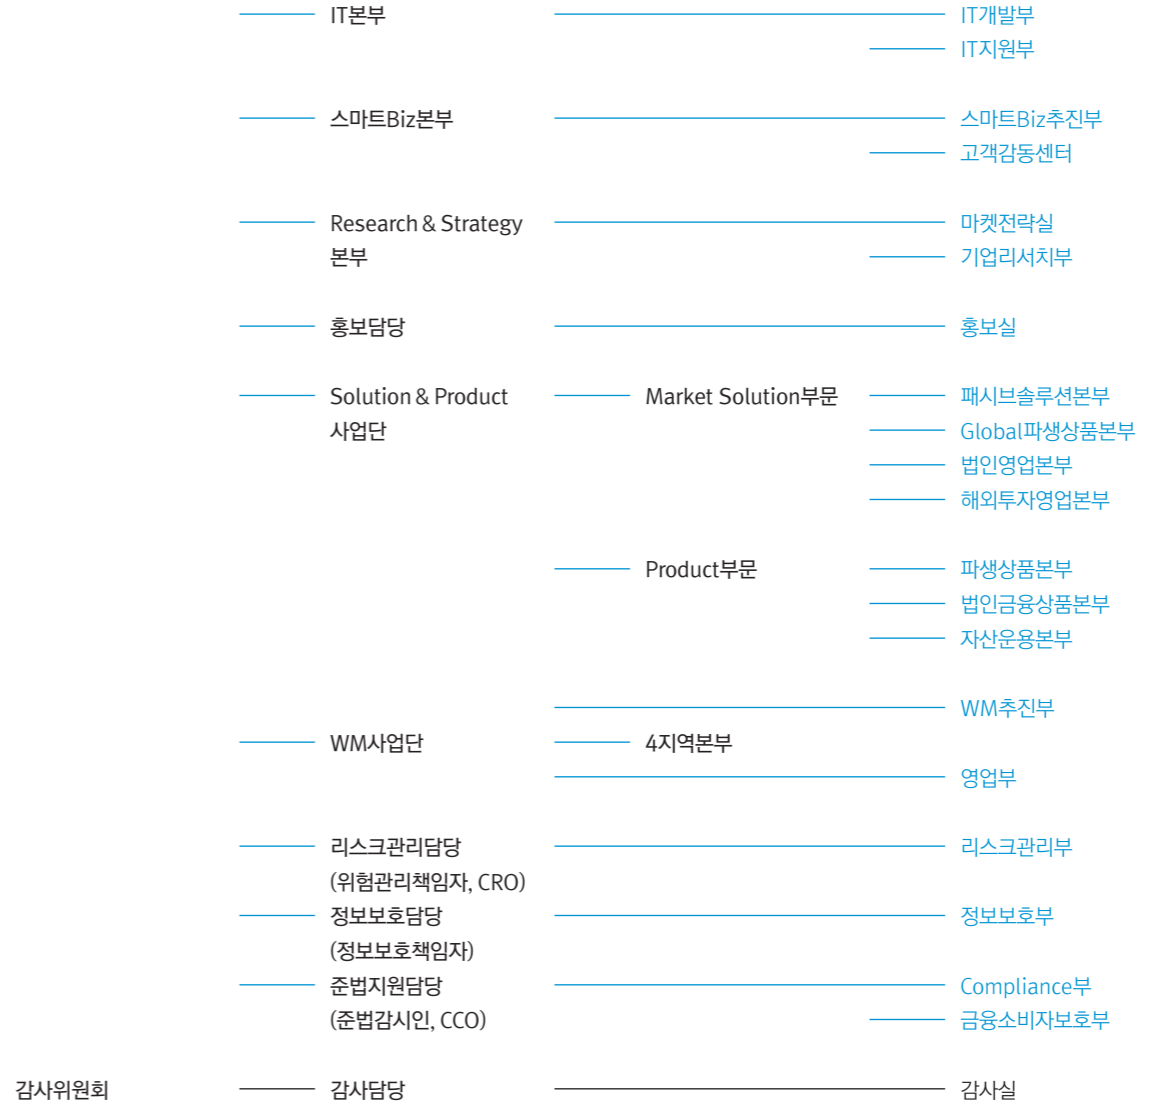 IT본부 IT개발부
IT지원부
스마트Biz본부 스마트Biz추진부
고객감동센터
Research & Strategy 마켓전략실
본부 기업리서치부
홍보담당 홍보실
Solution & Product Market Solution부문 패시브솔루션본부
사업단 Global파생상품본부
법인영업본부
해외투자영업본부
Product부문 파생상품본부
법인금융상품본부
자산운용본부
WM추진부
WM사업단 4지역본부
영업부
리스크관리담당 리스크관리부
(위험관리책임자, CRO)
정보보호담당 정보보호부
(정보보호책임자)
준법지원담당 Compliance부
(준법감시인, CCO) 금융소비자보호부
감사위원회 감사담당 감사실